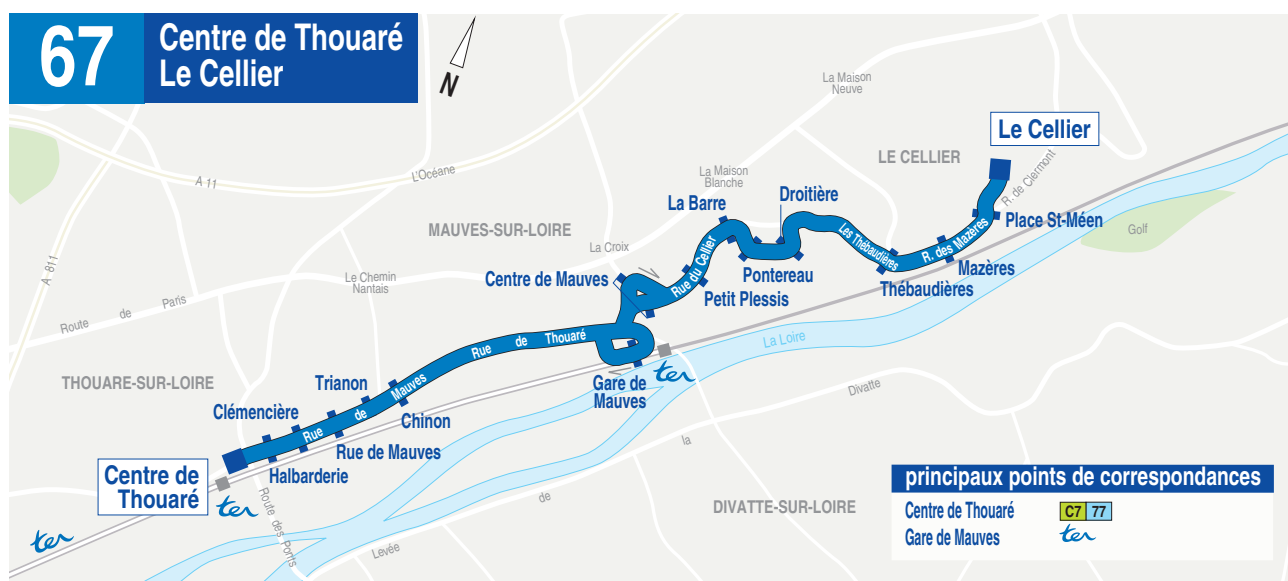 67
Centre de Thouaré
Le Cellier
N
La Maison
Neuve
Le Cellier
LE CELLIER
R. de Clermont
A 11
L'Océane
La Maison
Blanche
Droitière
La Barre
Place St-Méen
Golf
MAUVES-SUR-LOIRE
Les Thébaudières
R. des Mazères
La Croix
A 811
Le Chemin
Nantais
Centre de Mauves
Rue du Cellier
Pontereau
Mazères
Petit Plessis
Thébaudières
Route de Paris
Rue de Thouaré
La Loire
ter
THOUARE-SUR-LOIRE
Trianon
Rue de Mauves
Gare de
Mauves
Divatte
Clémencière
Chinon
Rue de Mauves
Halbarderie
Centre de
Thouaré
ter
ter
Route des Ponts
Levée de la
DIVATTE-SUR-LOIRE
principaux points de correspondances
Centre de Thouaré C7 77
Gare de Mauves ter